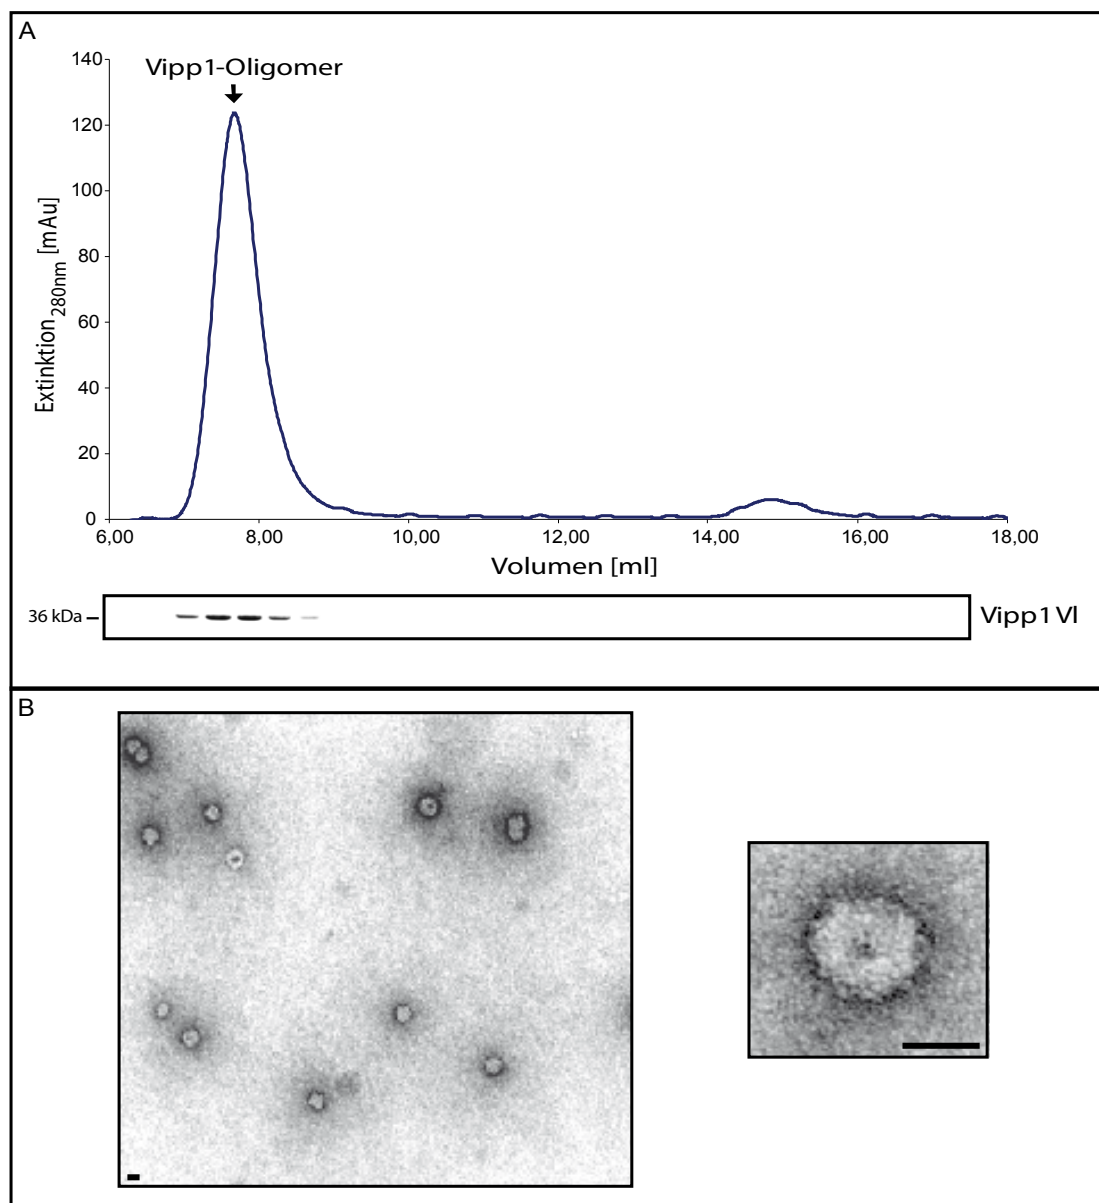 A
Vipp1-Oligomer
140
120
100
80
60
40
20
0
Extinktion280nm [mAu]
6,00 8,00 10,00 12,00 14,00 16,00 18,00
Volumen [ml]
36 kDa
Vipp1 Vl
B